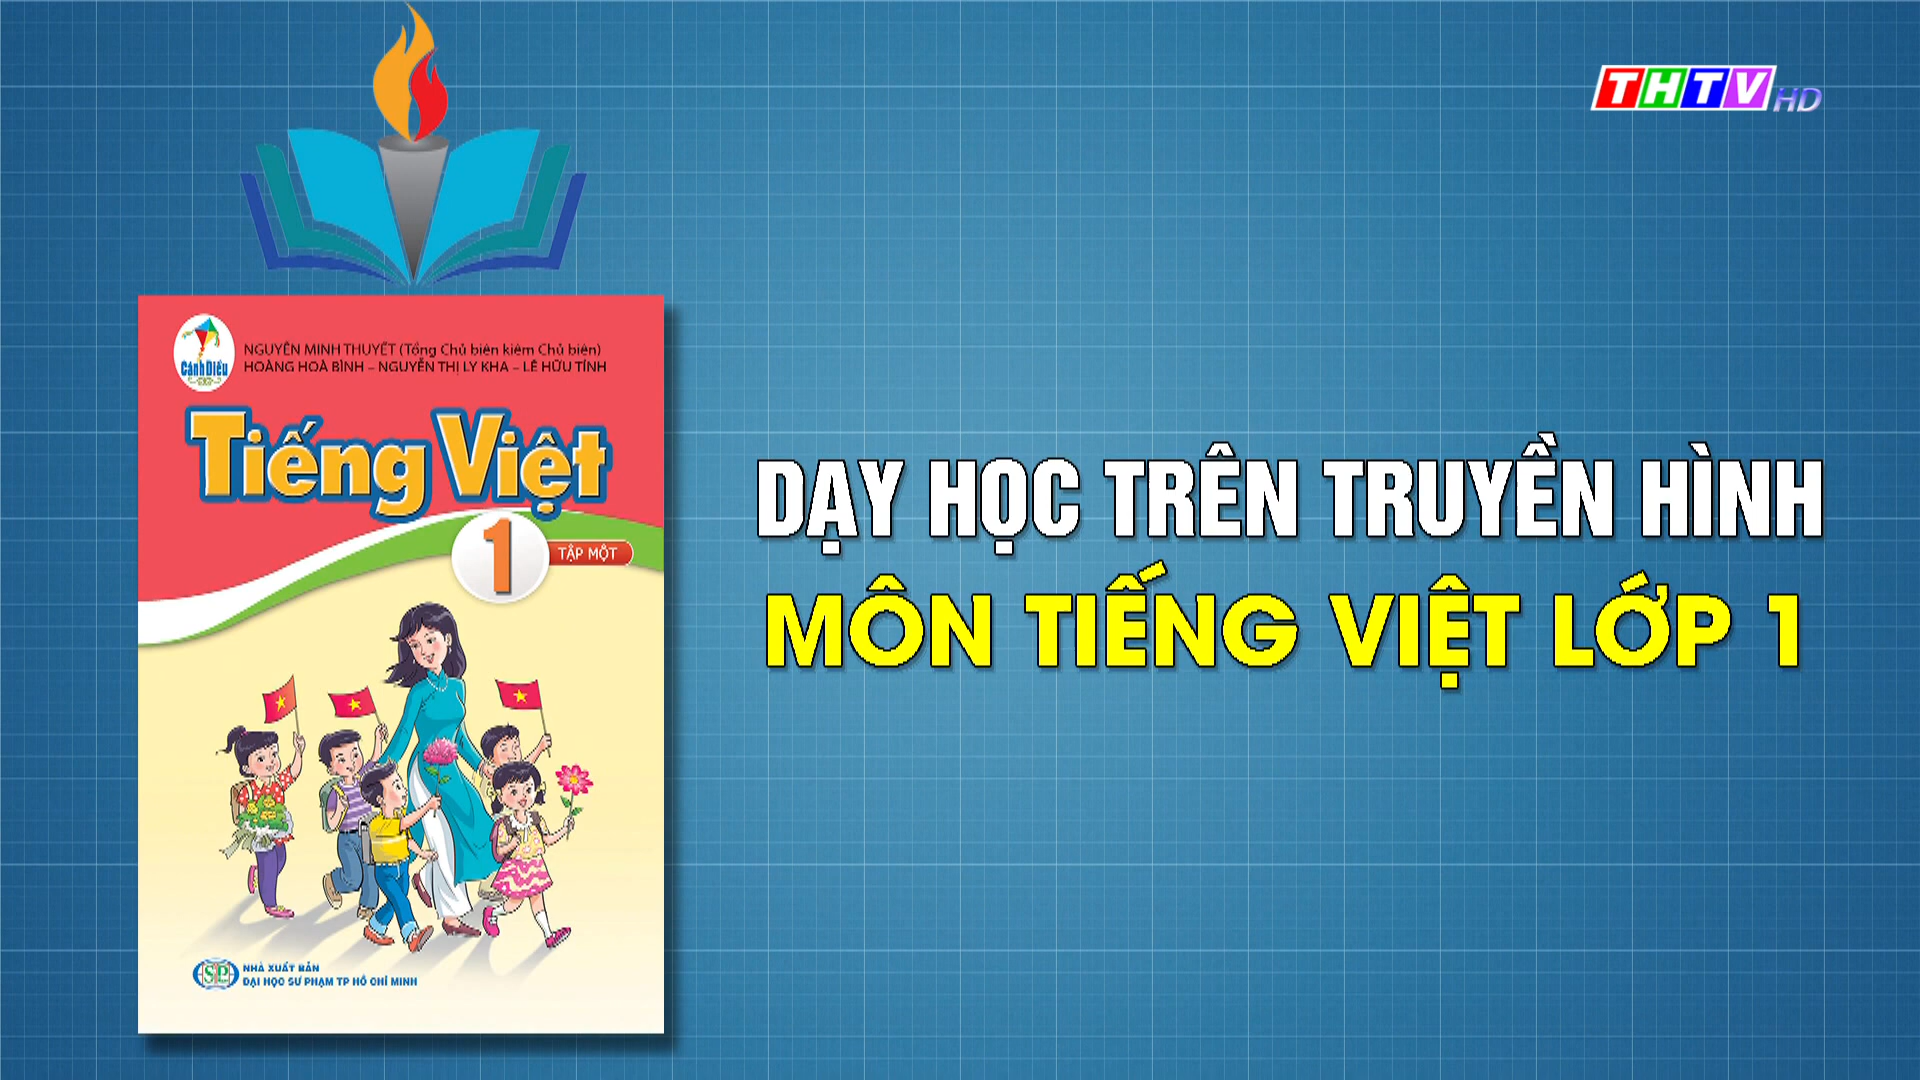 THTV HD
Cánh Diều
NGUYỄN MINH THUYẾT (Tổng Chủ biên kiêm Chủ biên)
HOÀNG HOÀ BÌNH – NGUYỄN THỊ LY KHA – LÊ HỮU TỈNH
Tiếng Việt
1
TẬP MỘT
SP
NHÀ XUẤT BẢN
ĐẠI HỌC SƯ PHẠM TP HỒ CHÍ MINH
DẠY HỌC TRÊN TRUYỀN HÌNH
MÔN TIẾNG VIỆT LỚP 1